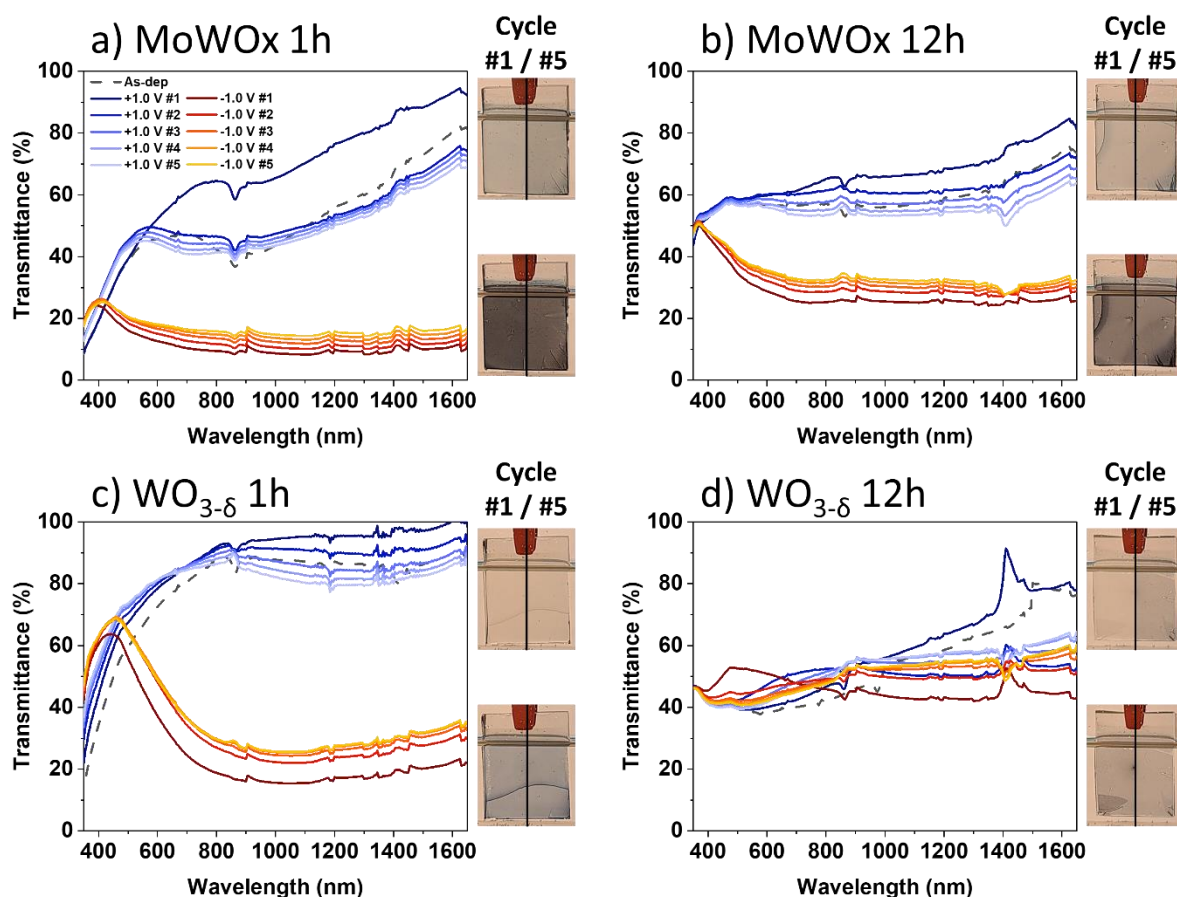 a) MoWOx 1h
Cycle
#1 / #5
Transmittance (%)
100
80
60
40
20
0
As-dep
+1.0 V #1
-1.0 V #1
+1.0 V #2
-1.0 V #2
+1.0 V #3
-1.0 V #3
+1.0 V #4
-1.0 V #4
+1.0 V #5
-1.0 V #5
400 600 800 1000 1200 1400 1600
Wavelength (nm)
b) MoWOx 12h
Cycle
#1 / #5
Transmittance (%)
100
80
60
40
20
0
400 600 800 1000 1200 1400 1600
Wavelength (nm)
c) WO3-δ 1h
Cycle
#1 / #5
Transmittance (%)
100
80
60
40
20
0
400 600 800 1000 1200 1400 1600
Wavelength (nm)
d) WO3-δ 12h
Cycle
#1 / #5
Transmittance (%)
100
80
60
40
20
0
400 600 800 1000 1200 1400 1600
Wavelength (nm)